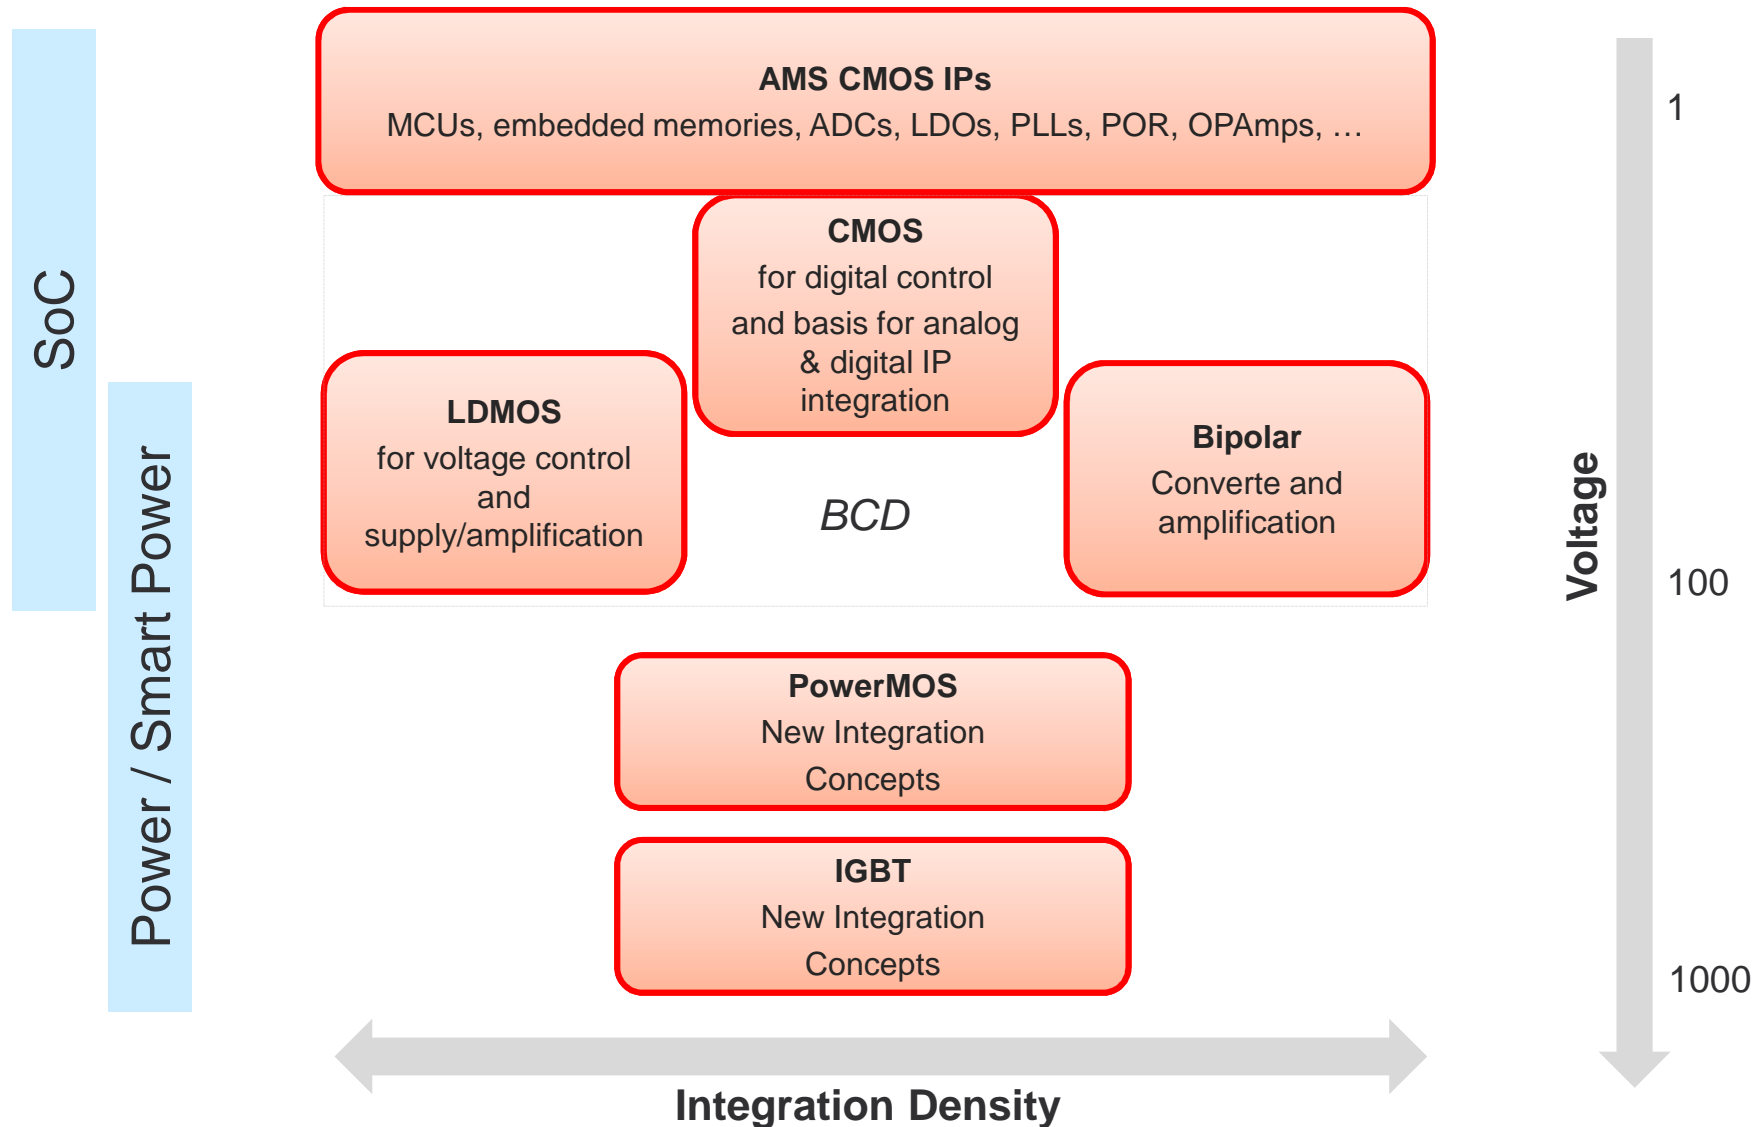 AMS CMOS IPs
MCUs, embedded memories, ADCs, LDOs, PLLs, POR, OPAmps, …
1
SoC
CMOS
for digital control
and basis for analog
& digital IP
integration
LDMOS
for voltage control
and
supply/amplification
BCD
Bipolar
Converte and
amplification
Voltage
100
Power / Smart Power
PowerMOS
New Integration
Concepts
IGBT
New Integration
Concepts
1000
Integration Density